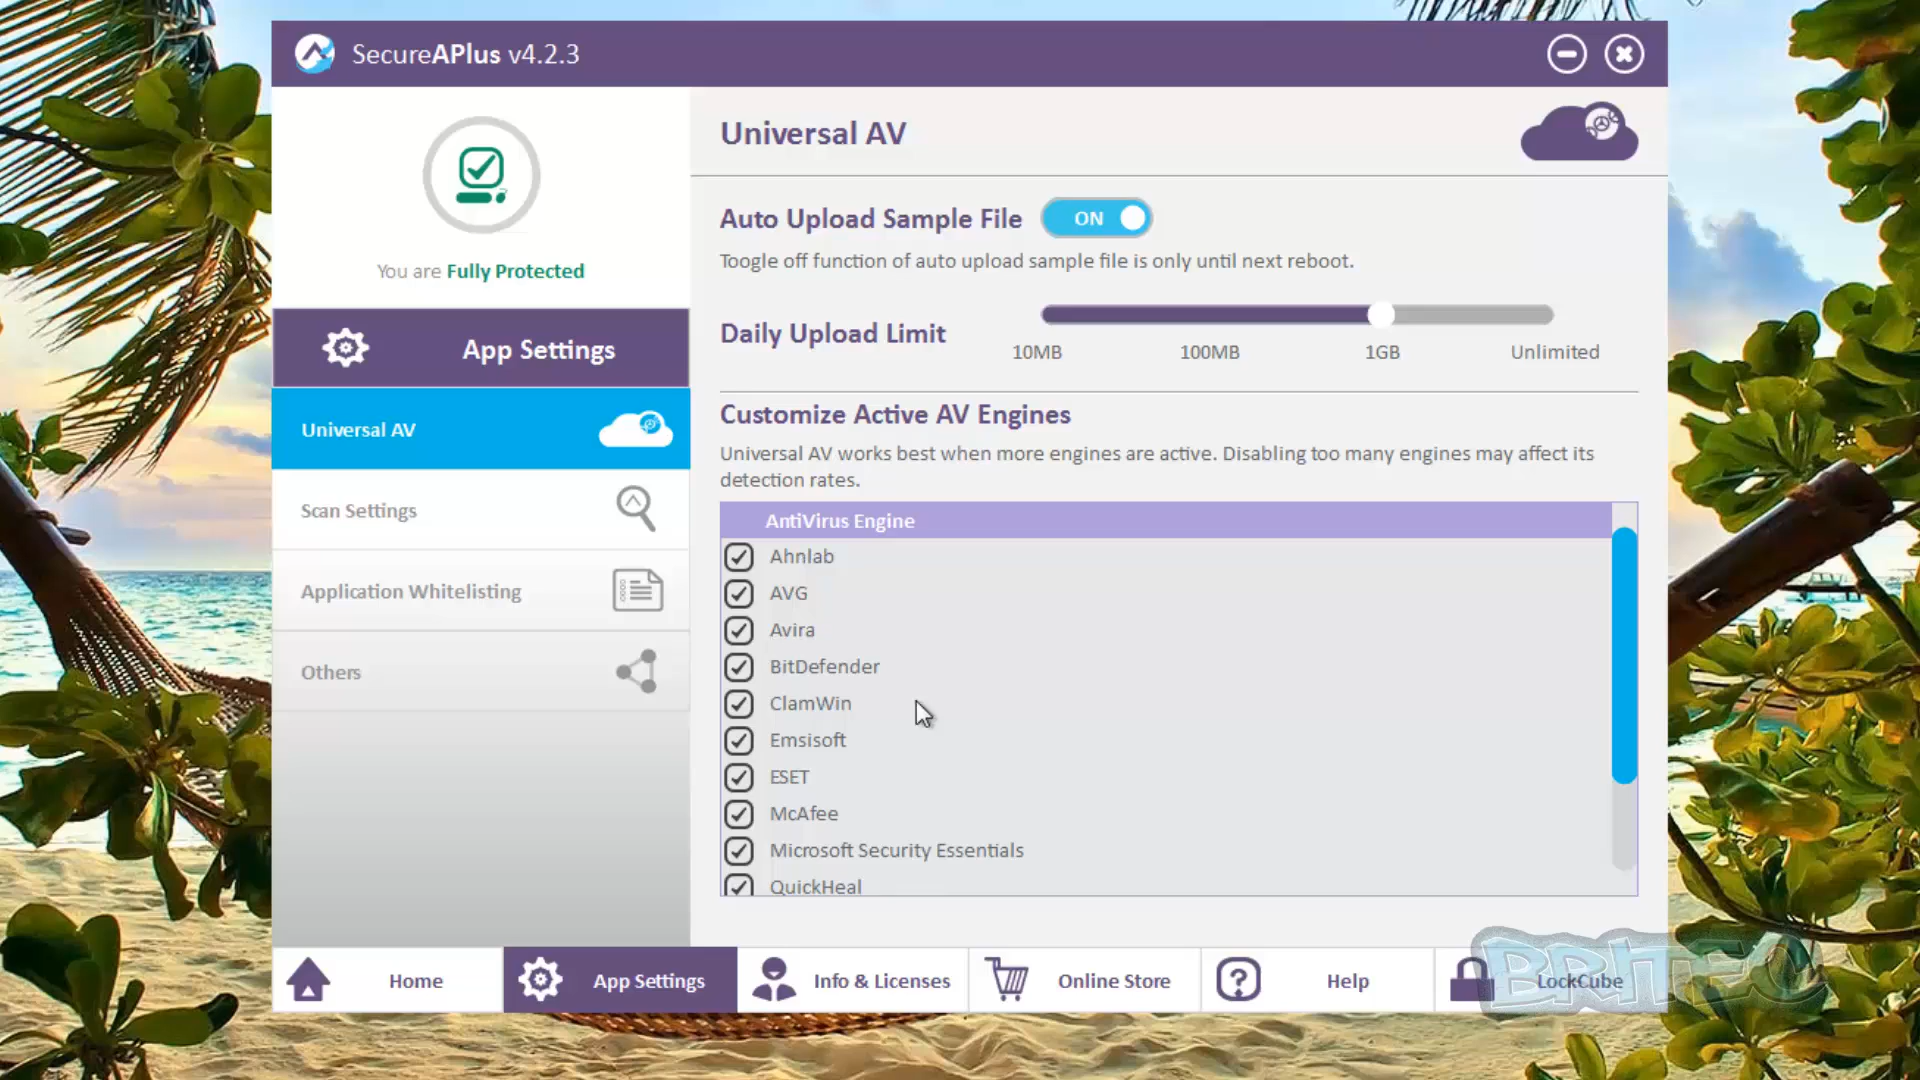 SecureAPlus v4.2.3
You are Fully Protected
App Settings
Universal AV
Scan Settings
Application Whitelisting
Others
Universal AV
Auto Upload Sample File ON
Toogle off function of auto upload sample file is only until next reboot.
Daily Upload Limit
10MB 100MB 1GB Unlimited
Customize Active AV Engines
Universal AV works best when more engines are active. Disabling too many engines may affect its
detection rates.
AntiVirus Engine
Ahnlab
AVG
Avira
BitDefender
ClamWin
Emsisoft
ESET
McAfee
Microsoft Security Essentials
QuickHeal
Home App Settings Info & Licenses Online Store Help LockCube
BRITEC